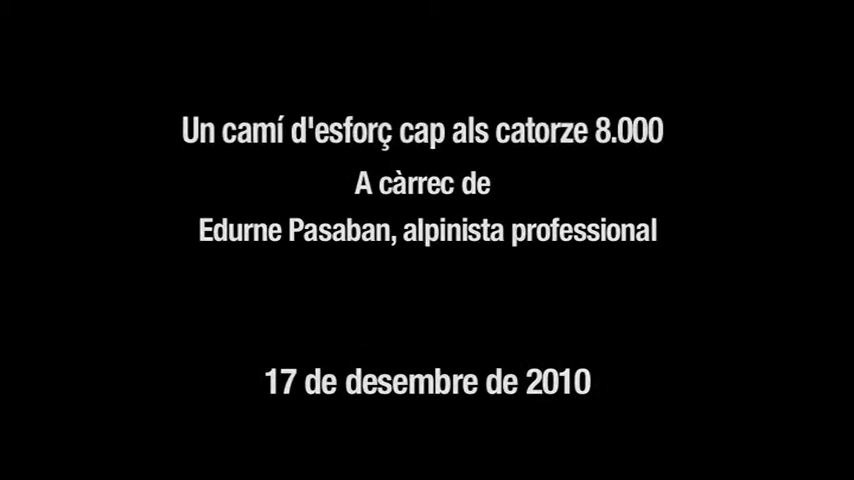 Un camí d'esforç cap als catorze 8.000
A càrrec de
Edurne Pasaban, alpinista professional
17 de desembre de 2010